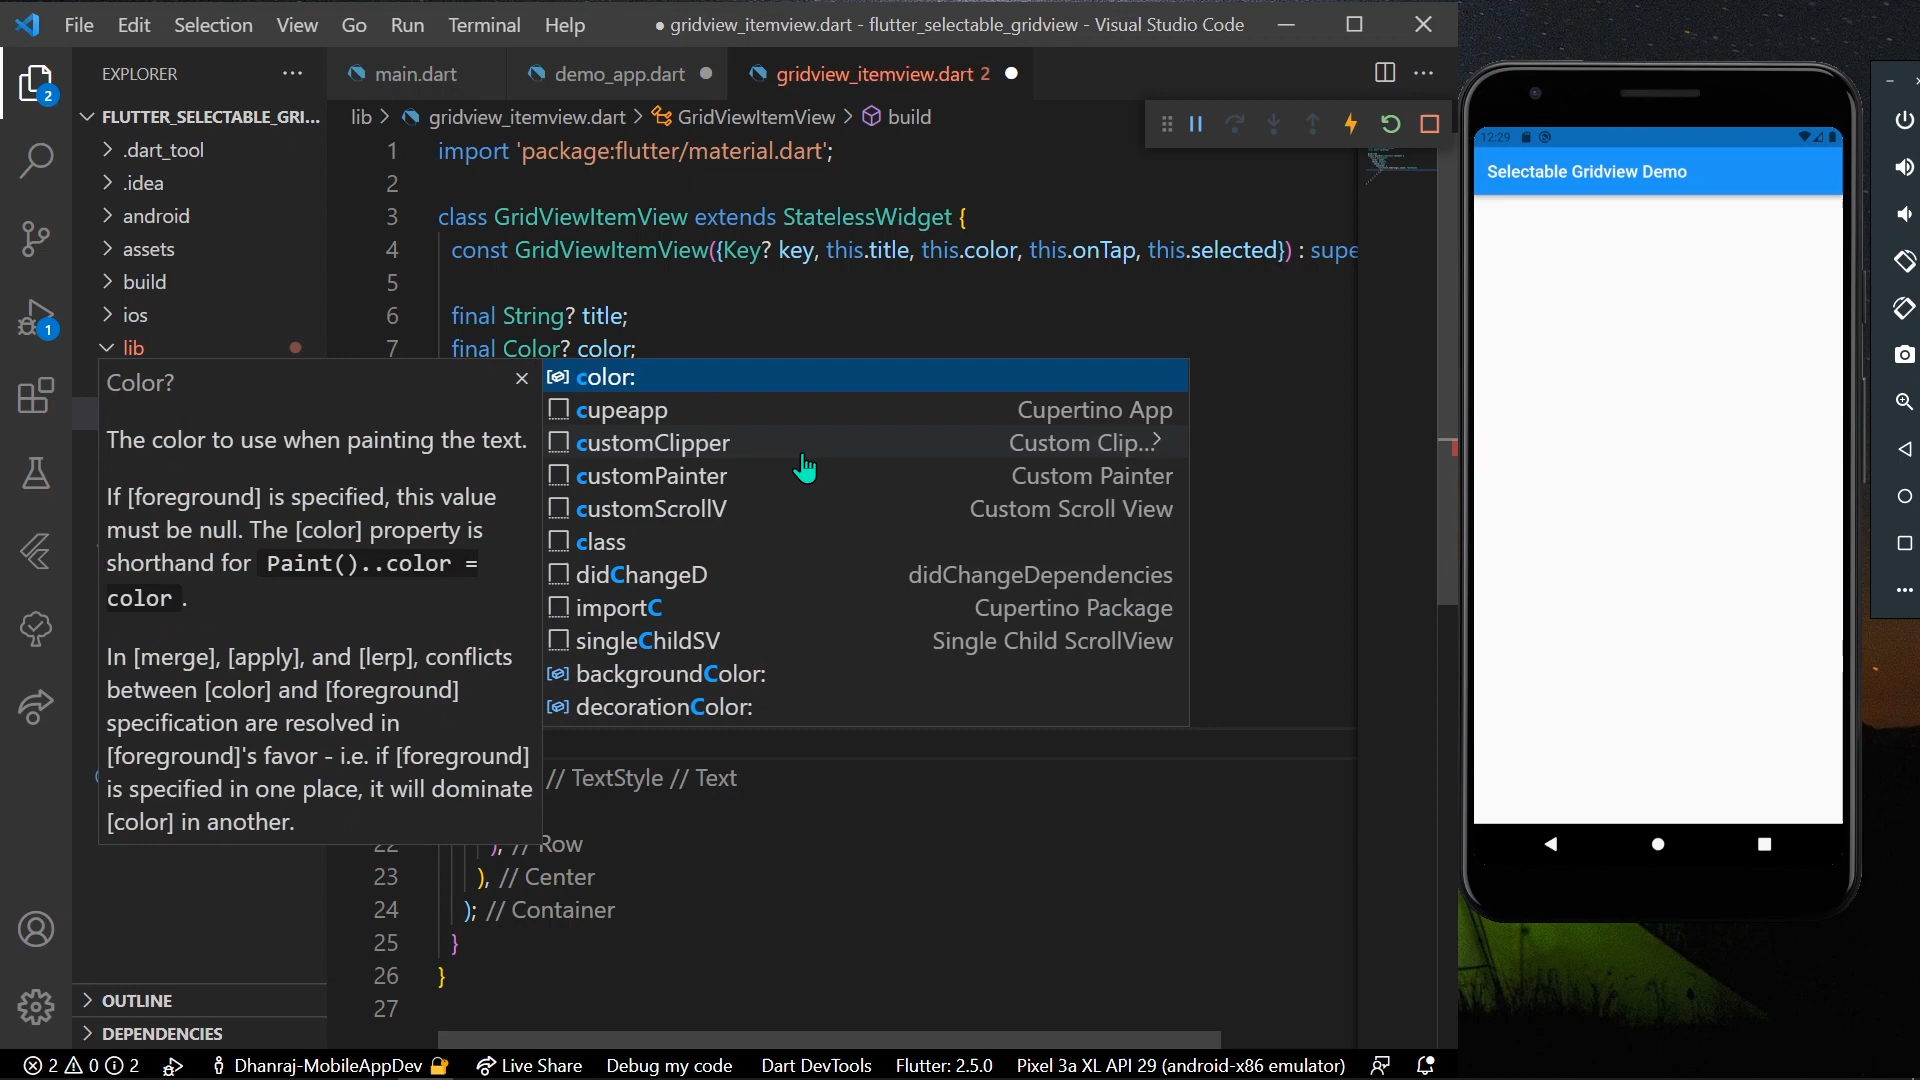 File Edit Selection View Go Run Terminal Help
● gridview_itemview.dart - flutter_selectable_gridview - Visual Studio Code
EXPLORER
main.dart
demo_app.dart
gridview_itemview.dart 2
FLUTTER_SELECTABLE_GRI...
lib > gridview_itemview.dart > GridViewItemView > build
.dart_tool
.idea
android
assets
build
ios
lib
2
1
1 import 'package:flutter/material.dart';
2
3 class GridViewItemView extends StatelessWidget {
4 const GridViewItemView({Key? key, this.title, this.color, this.onTap, this.selected}) : supe
5
6 final String? title;
7 final Color? color;
Color?
The color to use when painting the text.
If [foreground] is specified, this value
must be null. The [color] property is
shorthand for Paint()..color =
color .
In [merge], [apply], and [lerp], conflicts
between [color] and [foreground]
specification are resolved in
[foreground]'s favor - i.e. if [foreground]
is specified in one place, it will dominate
[color] in another.
color:
cupeapp Cupertino App
customClipper Custom Clip...
customPainter Custom Painter
customScrollV Custom Scroll View
class
didChangeD didChangeDependencies
importC Cupertino Package
singleChildSV Single Child ScrollView
backgroundColor:
decorationColor:
// TextStyle // Text
22 ), // Row
23 ), // Center
24 ); // Container
25 }
26 }
27
OUTLINE
DEPENDENCIES
2 0 2 Dhanraj-MobileAppDev Live Share Debug my code Dart DevTools Flutter: 2.5.0 Pixel 3a XL API 29 (android-x86 emulator)
12:29
Selectable Gridview Demo